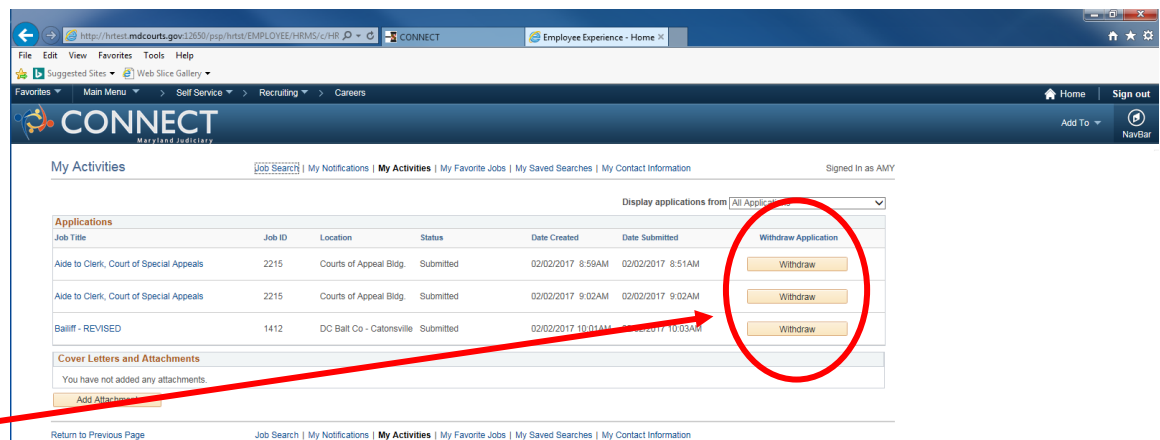 http://hrtest.mdcourts.gov:12650/psp/hrtst/EMPLOYEE/HRMS/c/HR CONNECT Employee Experience - Home
File Edit View Favorites Tools Help
Suggested Sites Web Slice Gallery
Favorites Main Menu > Self Service > Recruiting > Careers Home Sign out
CONNECT Add To NavBar
Maryland Judiciary
My Activities Job Search | My Notifications | My Activities | My Favorite Jobs | My Saved Searches | My Contact Information Signed In as AMY
Display applications from All Applications
Applications
Job Title Job ID Location Status Date Created Date Submitted Withdraw Application
Aide to Clerk, Court of Special Appeals 2215 Courts of Appeal Bldg. Submitted 02/02/2017 8:59AM 02/02/2017 8:51AM Withdraw
Aide to Clerk, Court of Special Appeals 2215 Courts of Appeal Bldg. Submitted 02/02/2017 9:02AM 02/02/2017 9:02AM Withdraw
Bailiff - REVISED 1412 DC Balt Co - Catonsville Submitted 02/02/2017 10:01AM 02/02/2017 10:03AM Withdraw
Cover Letters and Attachments
You have not added any attachments.
Add Attachment
Return to Previous Page Job Search | My Notifications | My Activities | My Favorite Jobs | My Saved Searches | My Contact Information